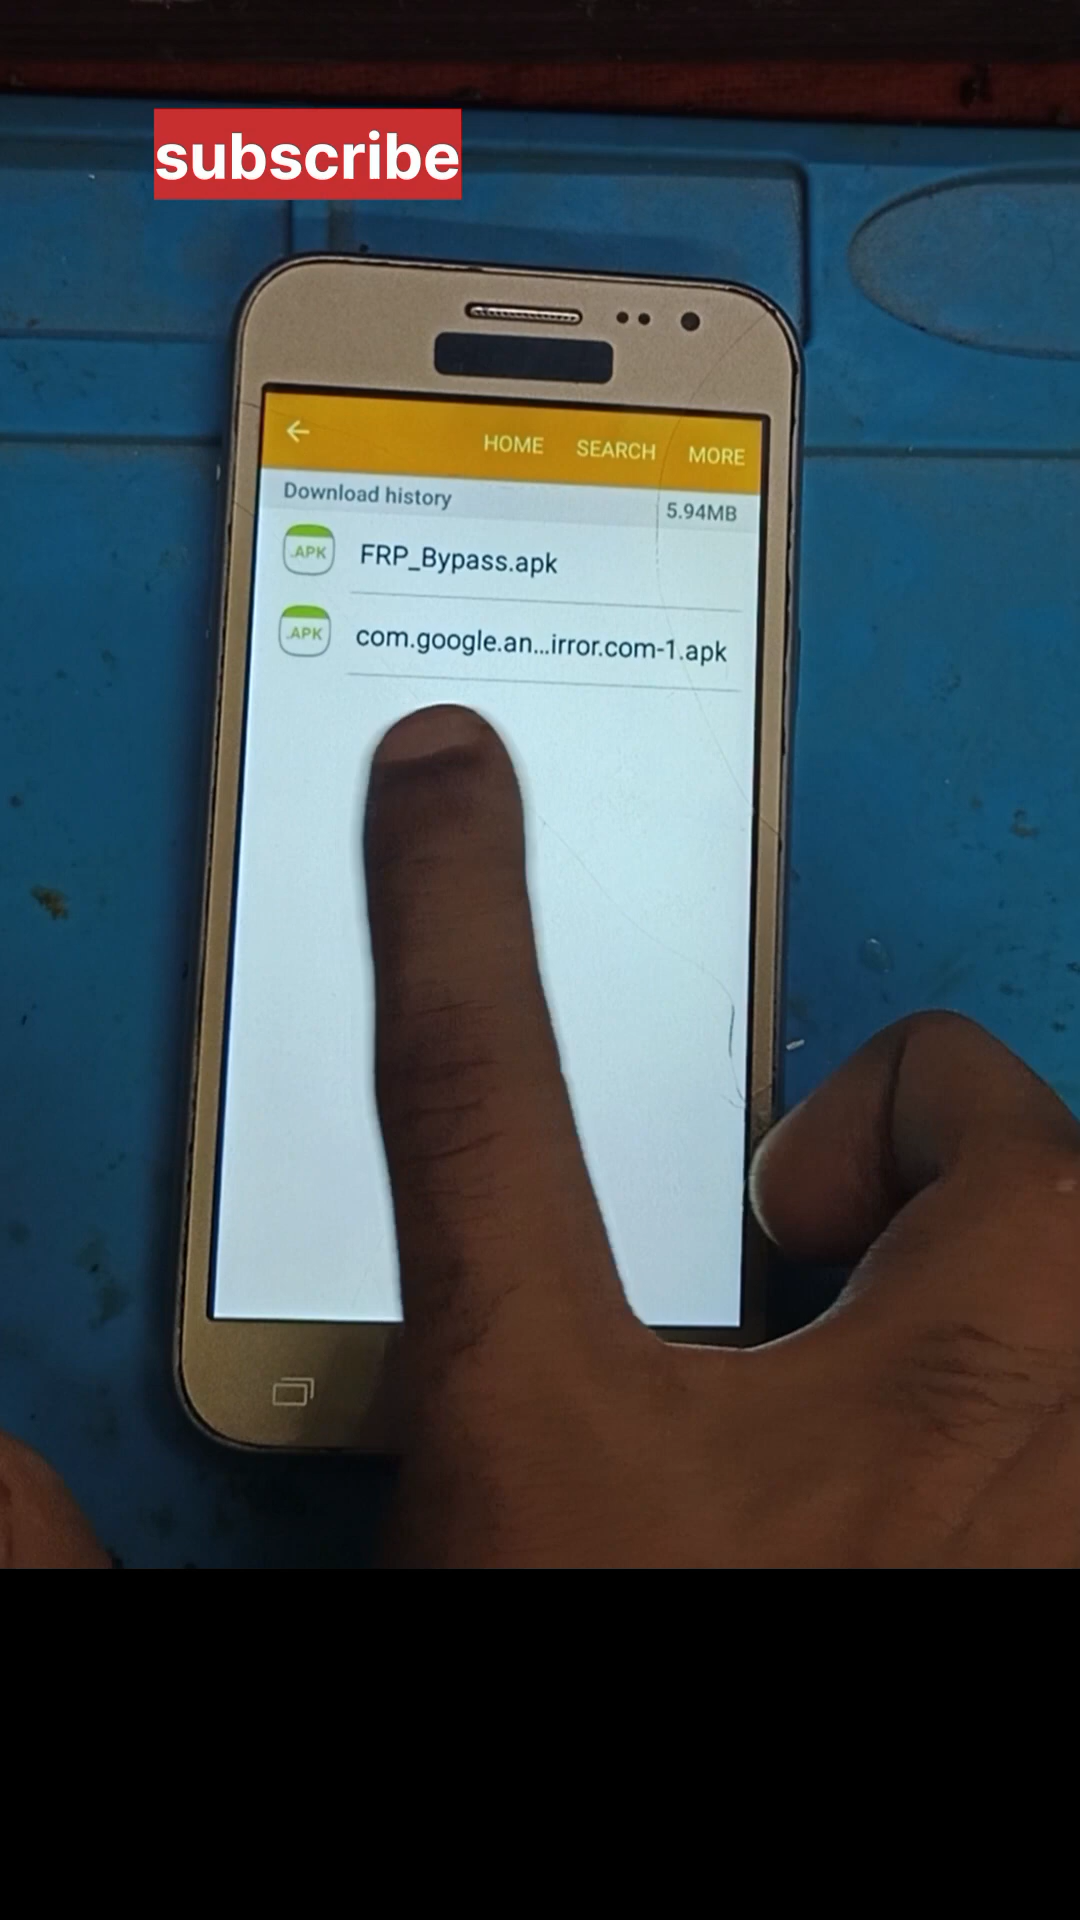 subscribe
HOME SEARCH MORE
Download history 5.94MB
.APK FRP_Bypass.apk
.APK com.google.an...irror.com-1.apk